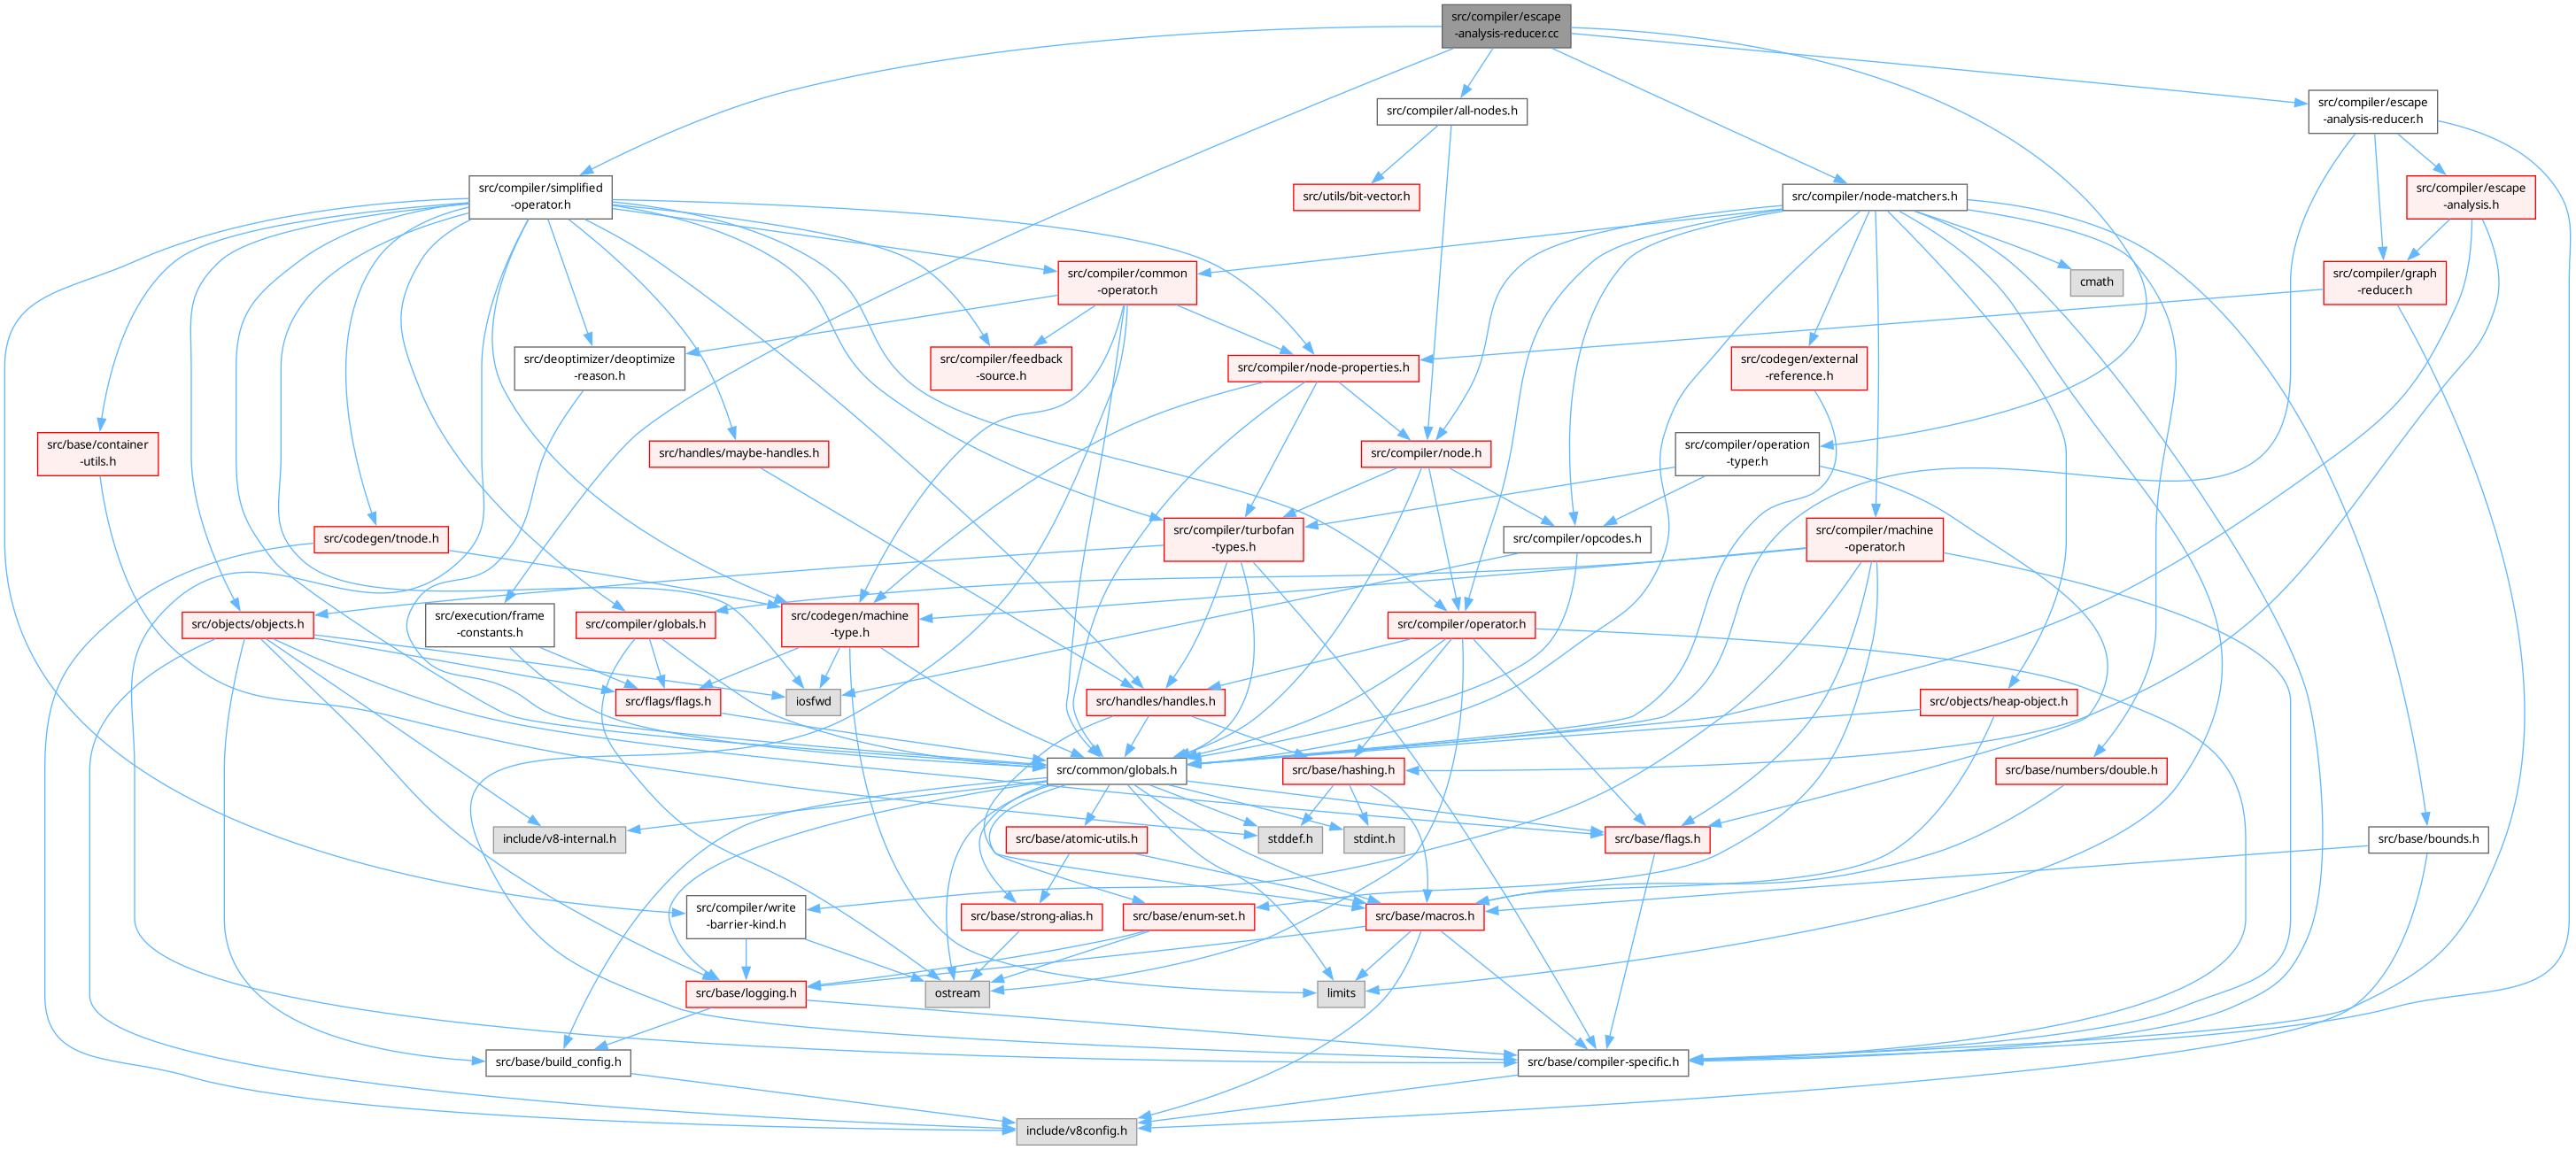 src/compiler/escape
-analysis-reducer.cc
src/compiler/escape
-analysis-reducer.h
src/compiler/all-nodes.h
src/compiler/simplified
-operator.h
src/utils/bit-vector.h
src/compiler/node-matchers.h
src/compiler/escape
-analysis.h
src/compiler/common
-operator.h
cmath
src/compiler/graph
-reducer.h
src/deoptimizer/deoptimize
-reason.h
src/compiler/feedback
-source.h
src/compiler/node-properties.h
src/codegen/external
-reference.h
src/base/container
-utils.h
src/handles/maybe-handles.h
src/compiler/node.h
src/compiler/operation
-typer.h
src/codegen/tnode.h
src/compiler/turbofan
-types.h
src/compiler/opcodes.h
src/compiler/machine
-operator.h
src/objects/objects.h
src/execution/frame
-constants.h
src/compiler/globals.h
src/codegen/machine
-type.h
src/compiler/operator.h
src/flags/flags.h
iosfwd
src/handles/handles.h
src/objects/heap-object.h
src/common/globals.h
src/base/hashing.h
src/base/numbers/double.h
include/v8-internal.h
src/base/atomic-utils.h
stddef.h
stdint.h
src/base/flags.h
src/base/bounds.h
src/compiler/write
-barrier-kind.h
src/base/strong-alias.h
src/base/enum-set.h
src/base/macros.h
src/base/logging.h
ostream
limits
src/base/build_config.h
src/base/compiler-specific.h
include/v8config.h